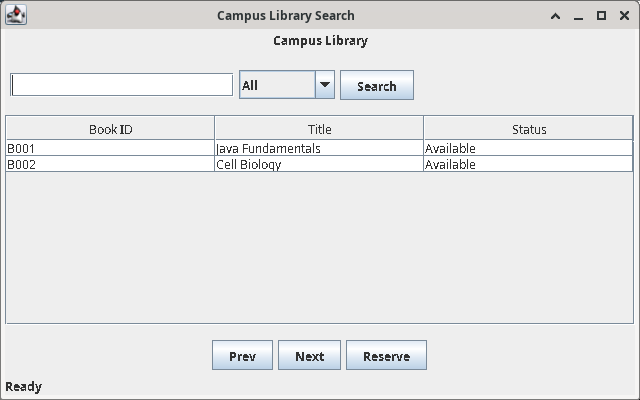 Campus Library Search
Campus Library
All Search
Book ID Title Status
B001 Java Fundamentals Available
B002 Cell Biology Available
Prev Next Reserve
Ready